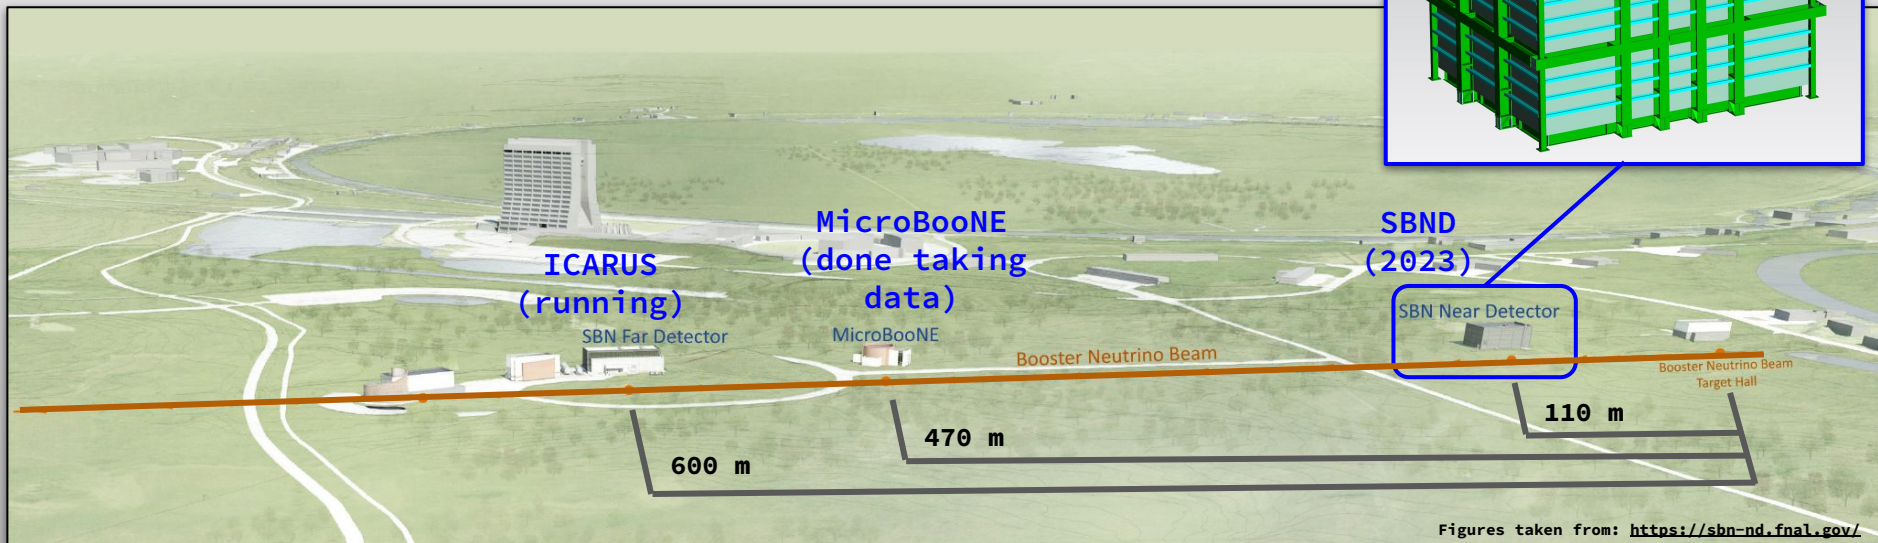 ICARUS
(running)
SBN Far Detector
MicroBooNE
(done taking
data)
MicroBooNE
SBND
(2023)
SBN Near Detector
Booster Neutrino Beam
Booster Neutrino Beam
Target Hall
110 m
470 m
600 m
Figures taken from: https://sbn-nd.fnal.gov/